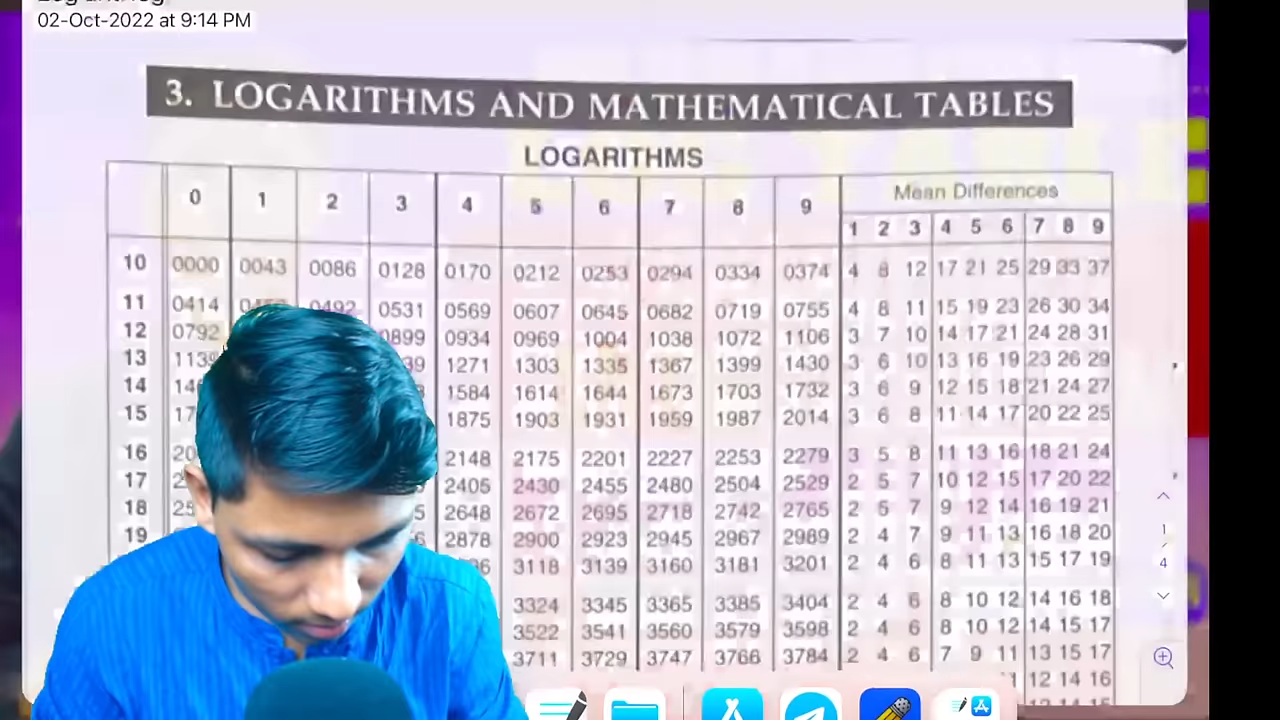 02-Oct-2022 at 9:14 PM
3. LOGARITHMS AND MATHEMATICAL TABLES
LOGARITHMS
0 1 2 3 4 5 6 7 8 9 Mean Differences
1 2 3 4 5 6 7 8 9
10 0000 0043 0086 0128 0170 0212 0253 0294 0334 0374 4 8 12 17 21 25 29 33 37
11 0414 0492 0531 0569 0607 0645 0682 0719 0755 4 8 11 15 19 23 26 30 34
12 0792 0899 0934 0969 1004 1038 1072 1106 3 7 10 14 17 21 24 28 31
13 1139 1271 1303 1335 1367 1399 1430 3 6 10 13 16 19 23 26 29
14 1584 1614 1644 1673 1703 1732 3 6 9 12 15 18 21 24 27
15 1875 1903 1931 1959 1987 2014 3 6 8 11 14 17 20 22 25
16 2148 2175 2201 2227 2253 2279 3 5 8 11 13 16 18 21 24
17 2405 2430 2455 2480 2504 2529 2 5 7 10 12 15 17 20 22
18 2648 2672 2695 2718 2742 2765 2 5 7 9 12 14 16 19 21
19 2878 2900 2923 2945 2967 2989 2 4 7 9 11 13 16 18 20
3118 3139 3160 3181 3201 2 4 6 8 11 13 15 17 19
3324 3345 3365 3385 3404 2 4 6 8 10 12 14 16 18
3522 3541 3560 3579 3598 2 4 6 8 10 12 14 15 17
3711 3729 3747 3766 3784 2 4 6 7 9 11 13 15 17
12 14 16
1
4